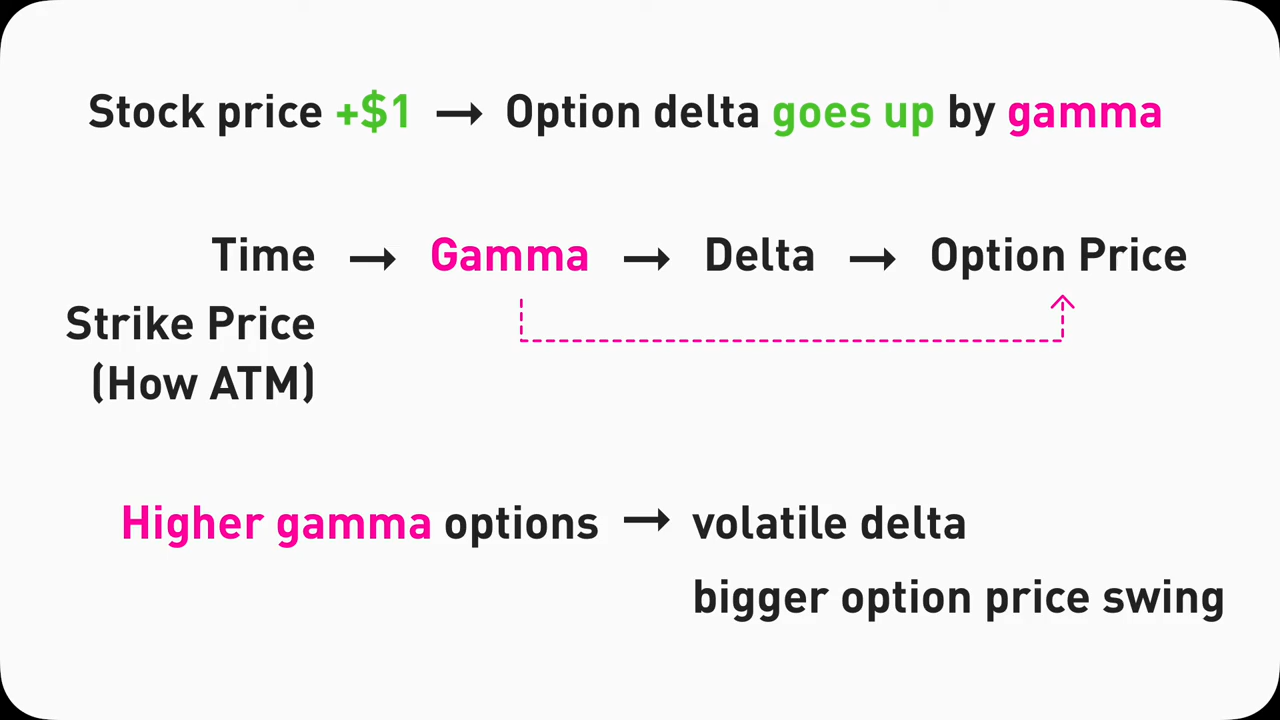 Stock price +$1 → Option delta goes up by gamma
Time → Gamma → Delta → Option Price
Strike Price
(How ATM)
Higher gamma options → volatile delta
bigger option price swing